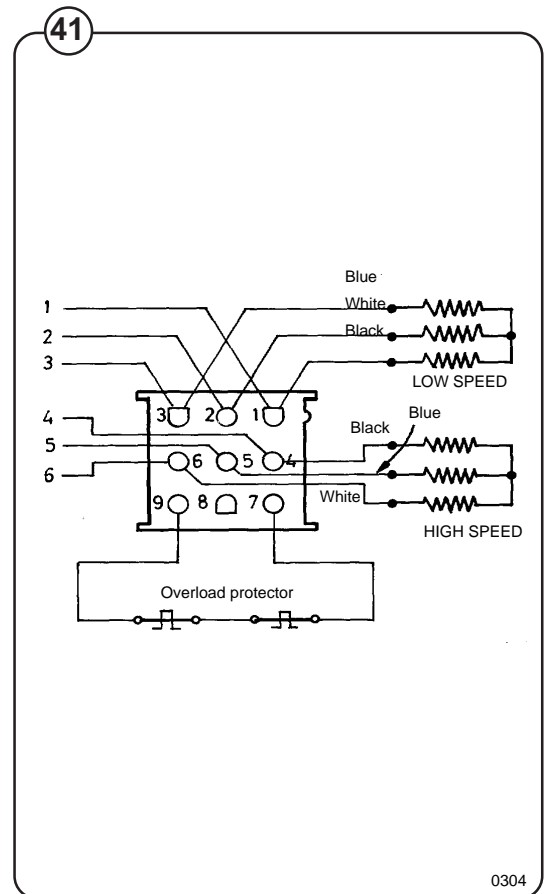 41
Blue
1
White
2
Black
3
LOW SPEED
3 2 1
Blue
4
Black
5
6 5 4
6
White
9 8 7
HIGH SPEED
Overload protector
0304